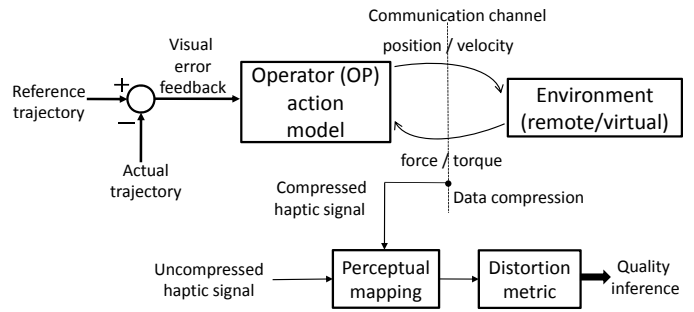 Communication channel
position / velocity
Visual
error
feedback
Operator (OP)
action
model
Environment
(remote/virtual)
Reference
trajectory
+
−
Actual
trajectory
force / torque
Compressed
haptic signal
Data compression
Uncompressed
haptic signal
Perceptual
mapping
Distortion
metric
Quality
inference